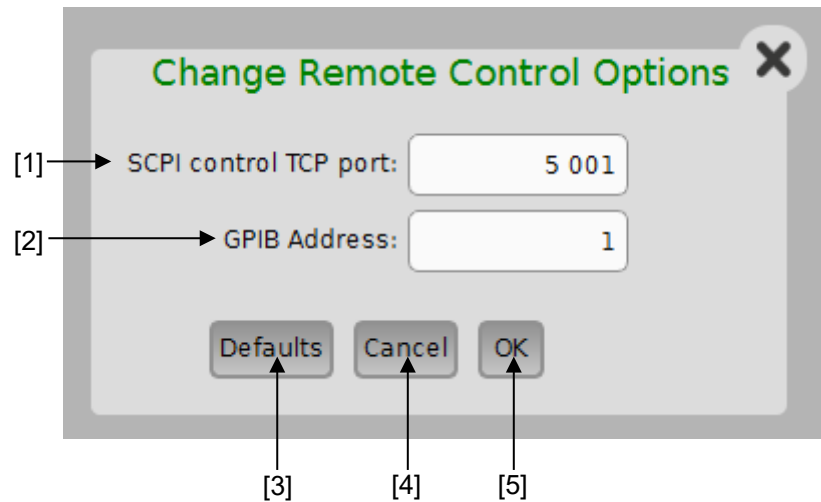 Change Remote Control Options
[1] SCPI control TCP port: 5 001
[2] GPIB Address: 1
Defaults Cancel OK
[3] [4] [5]